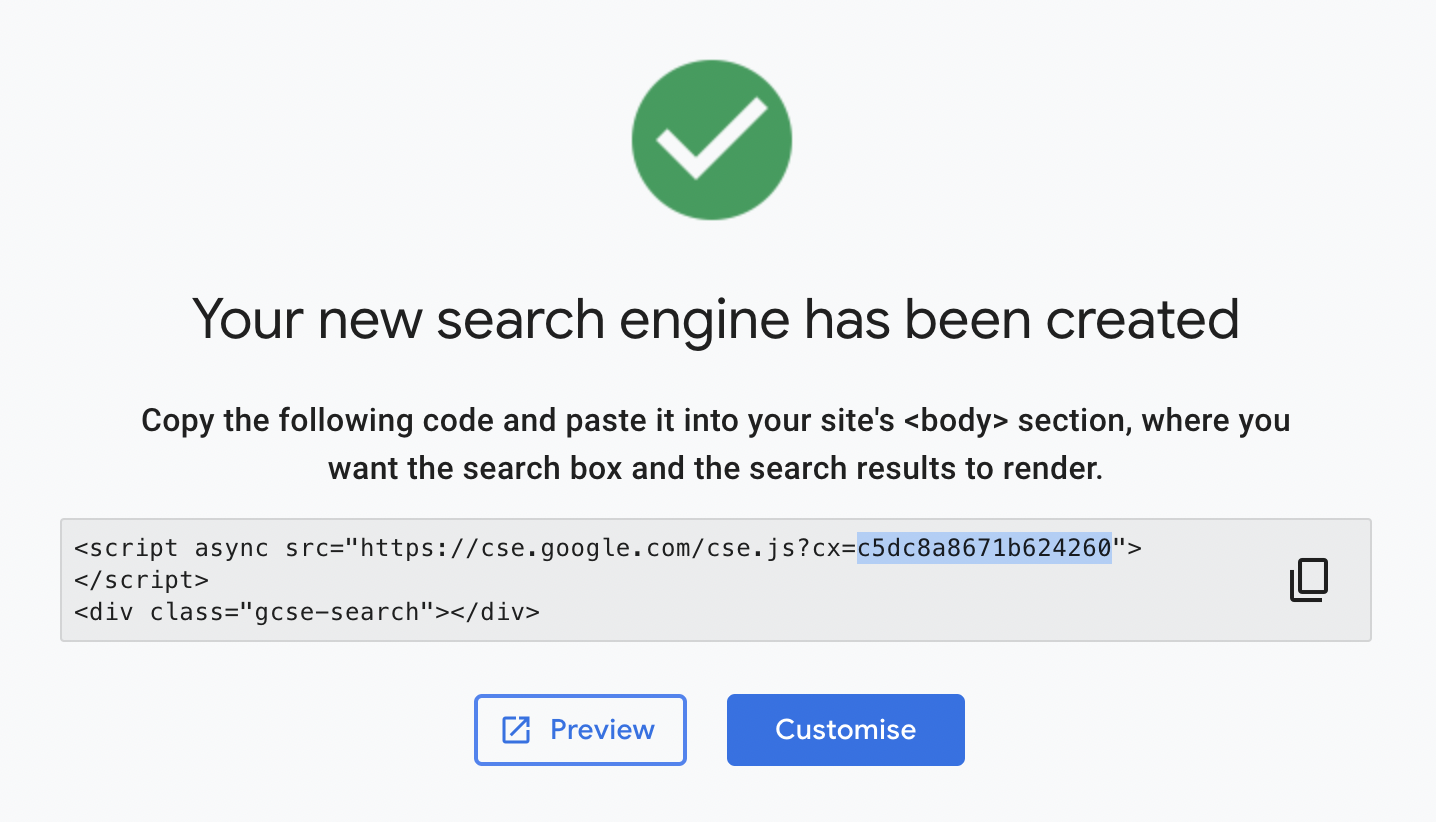 Your new search engine has been created
Copy the following code and paste it into your site's <body> section, where you
want the search box and the search results to render.
<script async src="https://cse.google.com/cse.js?cx=c5dc8a8671b624260">
</script>
<div class="gcse-search"></div>
Preview
Customise